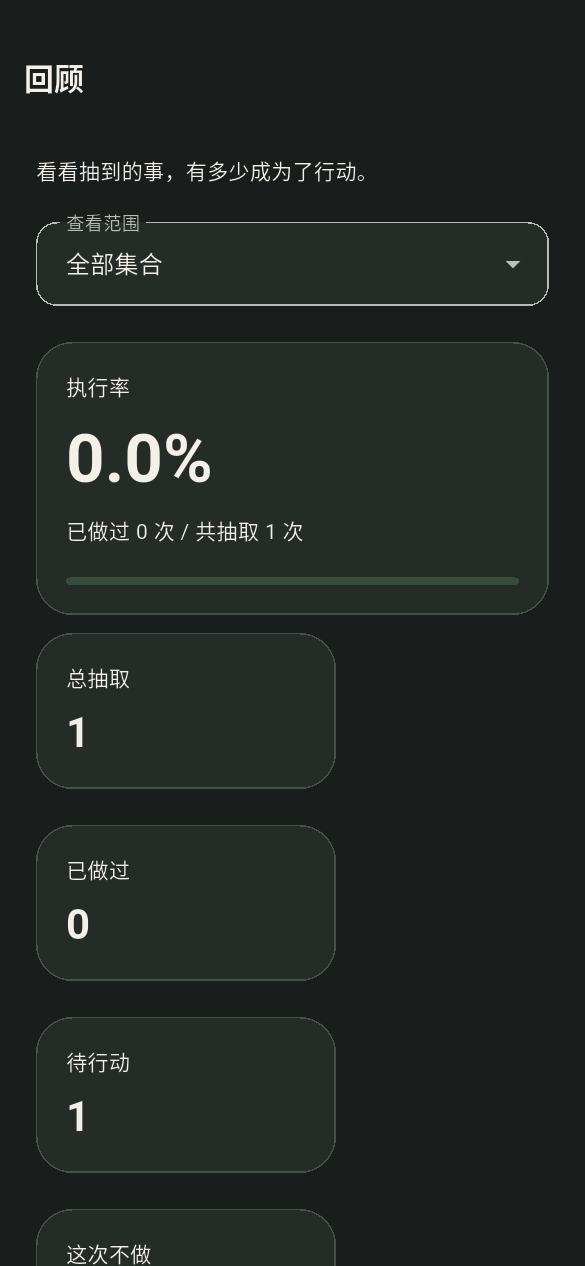 回顾
看看抽到的事，有多少成为了行动。
查看范围
全部集合
执行率
0.0%
已做过 0 次 / 共抽取 1 次
总抽取
1
已做过
0
待行动
1
这次不做